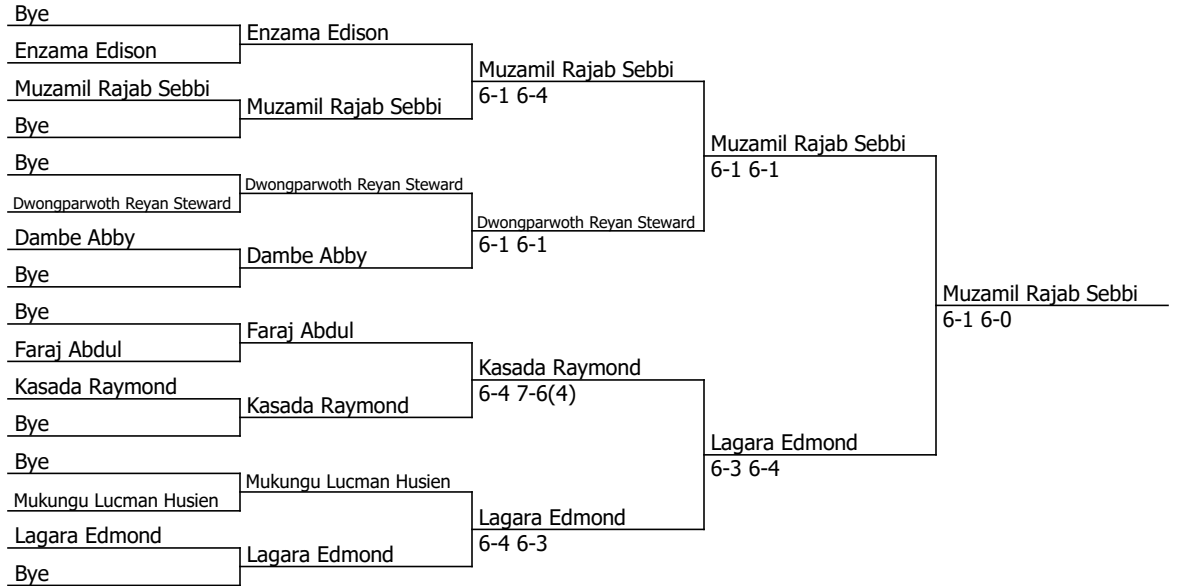 Bye
Enzama Edison
Muzamil Rajab Sebbi
Bye
Bye
Dwongparwoth Reyan Steward
Dambe Abby
Bye
Bye
Faraj Abdul
Kasada Raymond
Bye
Bye
Mukungu Lucman Husien
Lagara Edmond
Bye
Enzama Edison
Muzamil Rajab Sebbi
Dwongparwoth Reyan Steward
Dambe Abby
Faraj Abdul
Kasada Raymond
Mukungu Lucman Husien
Lagara Edmond
Muzamil Rajab Sebbi
6-1 6-4
Dwongparwoth Reyan Steward
6-1 6-1
Kasada Raymond
6-4 7-6(4)
Lagara Edmond
6-4 6-3
Muzamil Rajab Sebbi
6-1 6-1
Lagara Edmond
6-3 6-4
Muzamil Rajab Sebbi
6-1 6-0